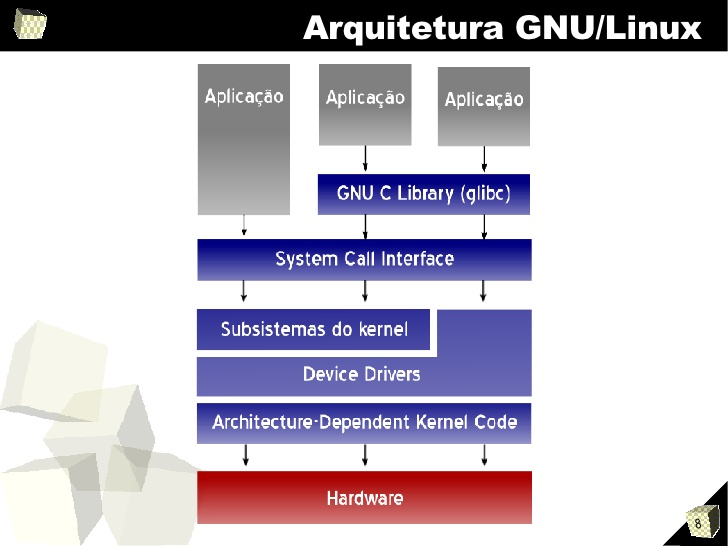 Arquitetura GNU/Linux
Aplicação
Aplicação
Aplicação
GNU C Library (glibc)
System Call Interface
Subsistemas do kernel
Device Drivers
Architecture-Dependent Kernel Code
Hardware
8